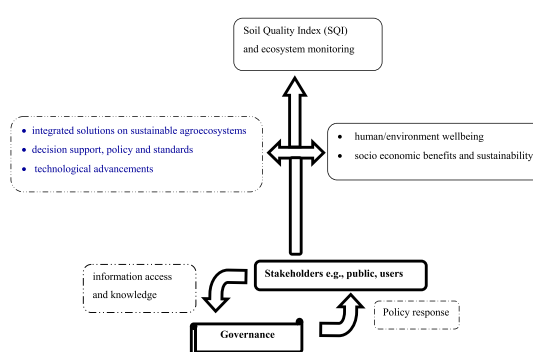 Soil Quality Index (SQI)
and ecosystem monitoring
• integrated solutions on sustainable agroecosystems
• decision support, policy and standards
• technological advancements
• human/environment wellbeing
• socio economic benefits and sustainability
Stakeholders e.g., public, users
information access
and knowledge
Policy response
Governance